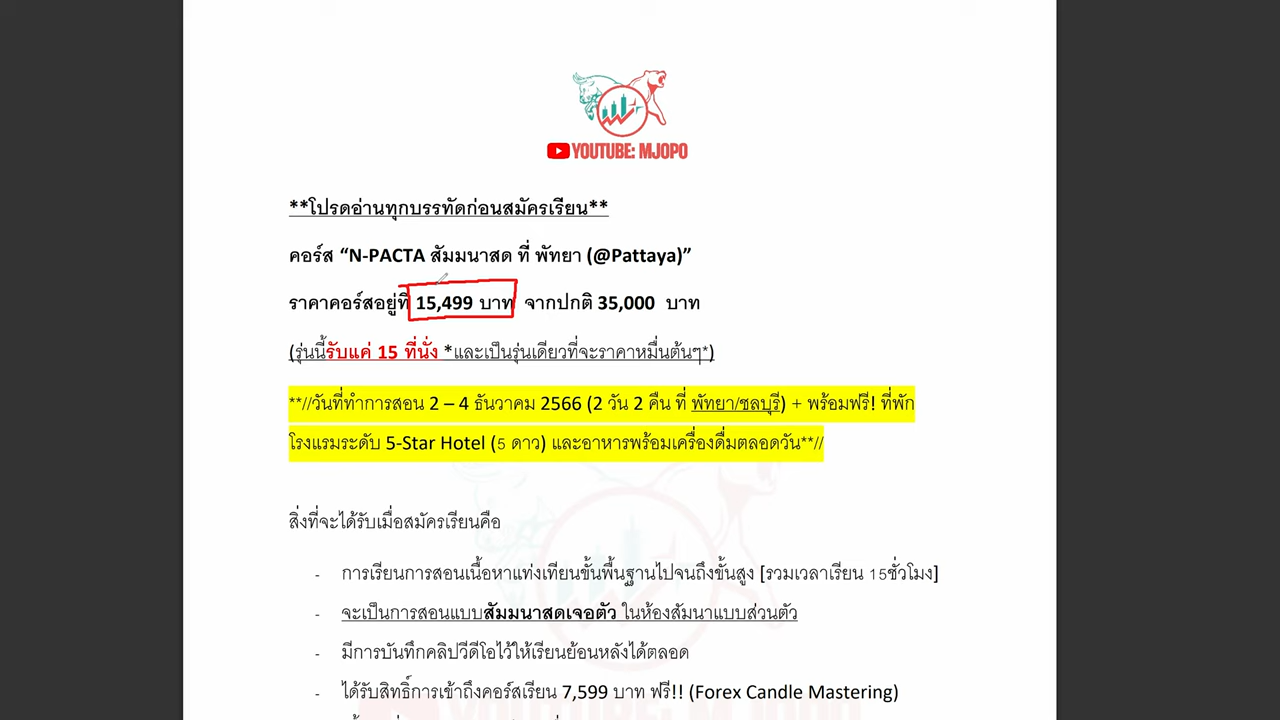 YOUTUBE: MJOPO
**โปรดอ่านทุกบรรทัดก่อนสมัครเรียน**
คอร์ส “N-PACTA สัมมนาสด ที่ พัทยา (@Pattaya)”
ราคาคอร์สอยู่ที่ 15,499 บาท จากปกติ 35,000 บาท
(รุ่นนี้รับแค่ 15 ที่นั่ง *และเป็นรุ่นเดียวที่จะราคาหมื่นต้นๆ*)
**//วันที่ทำการสอน 2 – 4 ธันวาคม 2566 (2 วัน 2 คืน ที่ พัทยา/ชลบุรี) + พร้อมฟรี! ที่พัก
โรงแรมระดับ 5-Star Hotel (5 ดาว) และอาหารพร้อมเครื่องดื่มตลอดวัน**//
สิ่งที่จะได้รับเมื่อสมัครเรียนคือ
- การเรียนการสอนเนื้อหาแท่งเทียนขั้นพื้นฐานไปจนถึงขั้นสูง [รวมเวลาเรียน 15ชั่วโมง]
- จะเป็นการสอนแบบสัมมนาสดเจอตัว ในห้องสัมนาแบบส่วนตัว
- มีการบันทึกคลิปวีดีโอไว้ให้เรียนย้อนหลังได้ตลอด
- ได้รับสิทธิ์การเข้าถึงคอร์สเรียน 7,599 บาท ฟรี!! (Forex Candle Mastering)
YOUTUBE: MJOPO